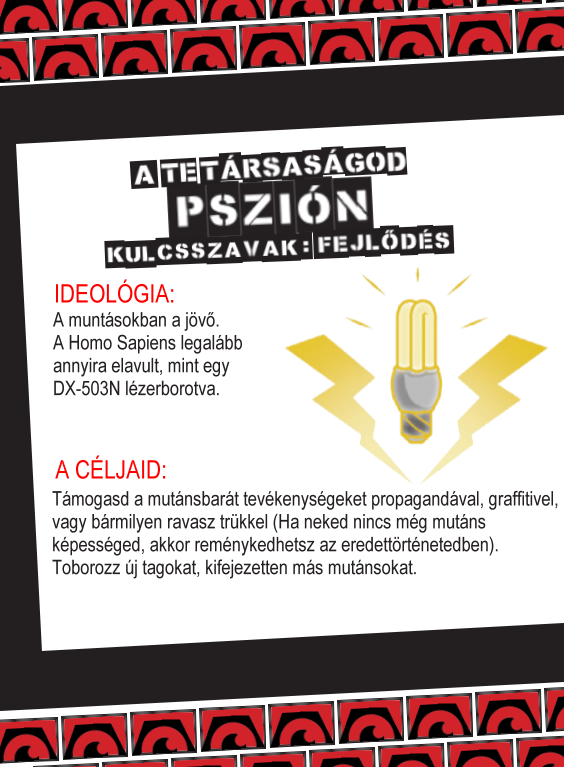 A TE TÁRSASÁGOD
PSZIÓN
KULCSSZAVAK: FEJLŐDÉS
IDEOLÓGIA:
A muntásokban a jövő.
A Homo Sapiens legalább
annyira elavult, mint egy
DX-503N lézerborotva.
A CÉLJAID:
Támogasd a mutánsbarát tevékenységeket propagandával, graffitivel,
vagy bármilyen ravasz trükkel (Ha neked nincs még mutáns
képességed, akkor reménykedhetsz az eredettörténetedben).
Toborozz új tagokat, kifejezetten más mutánsokat.